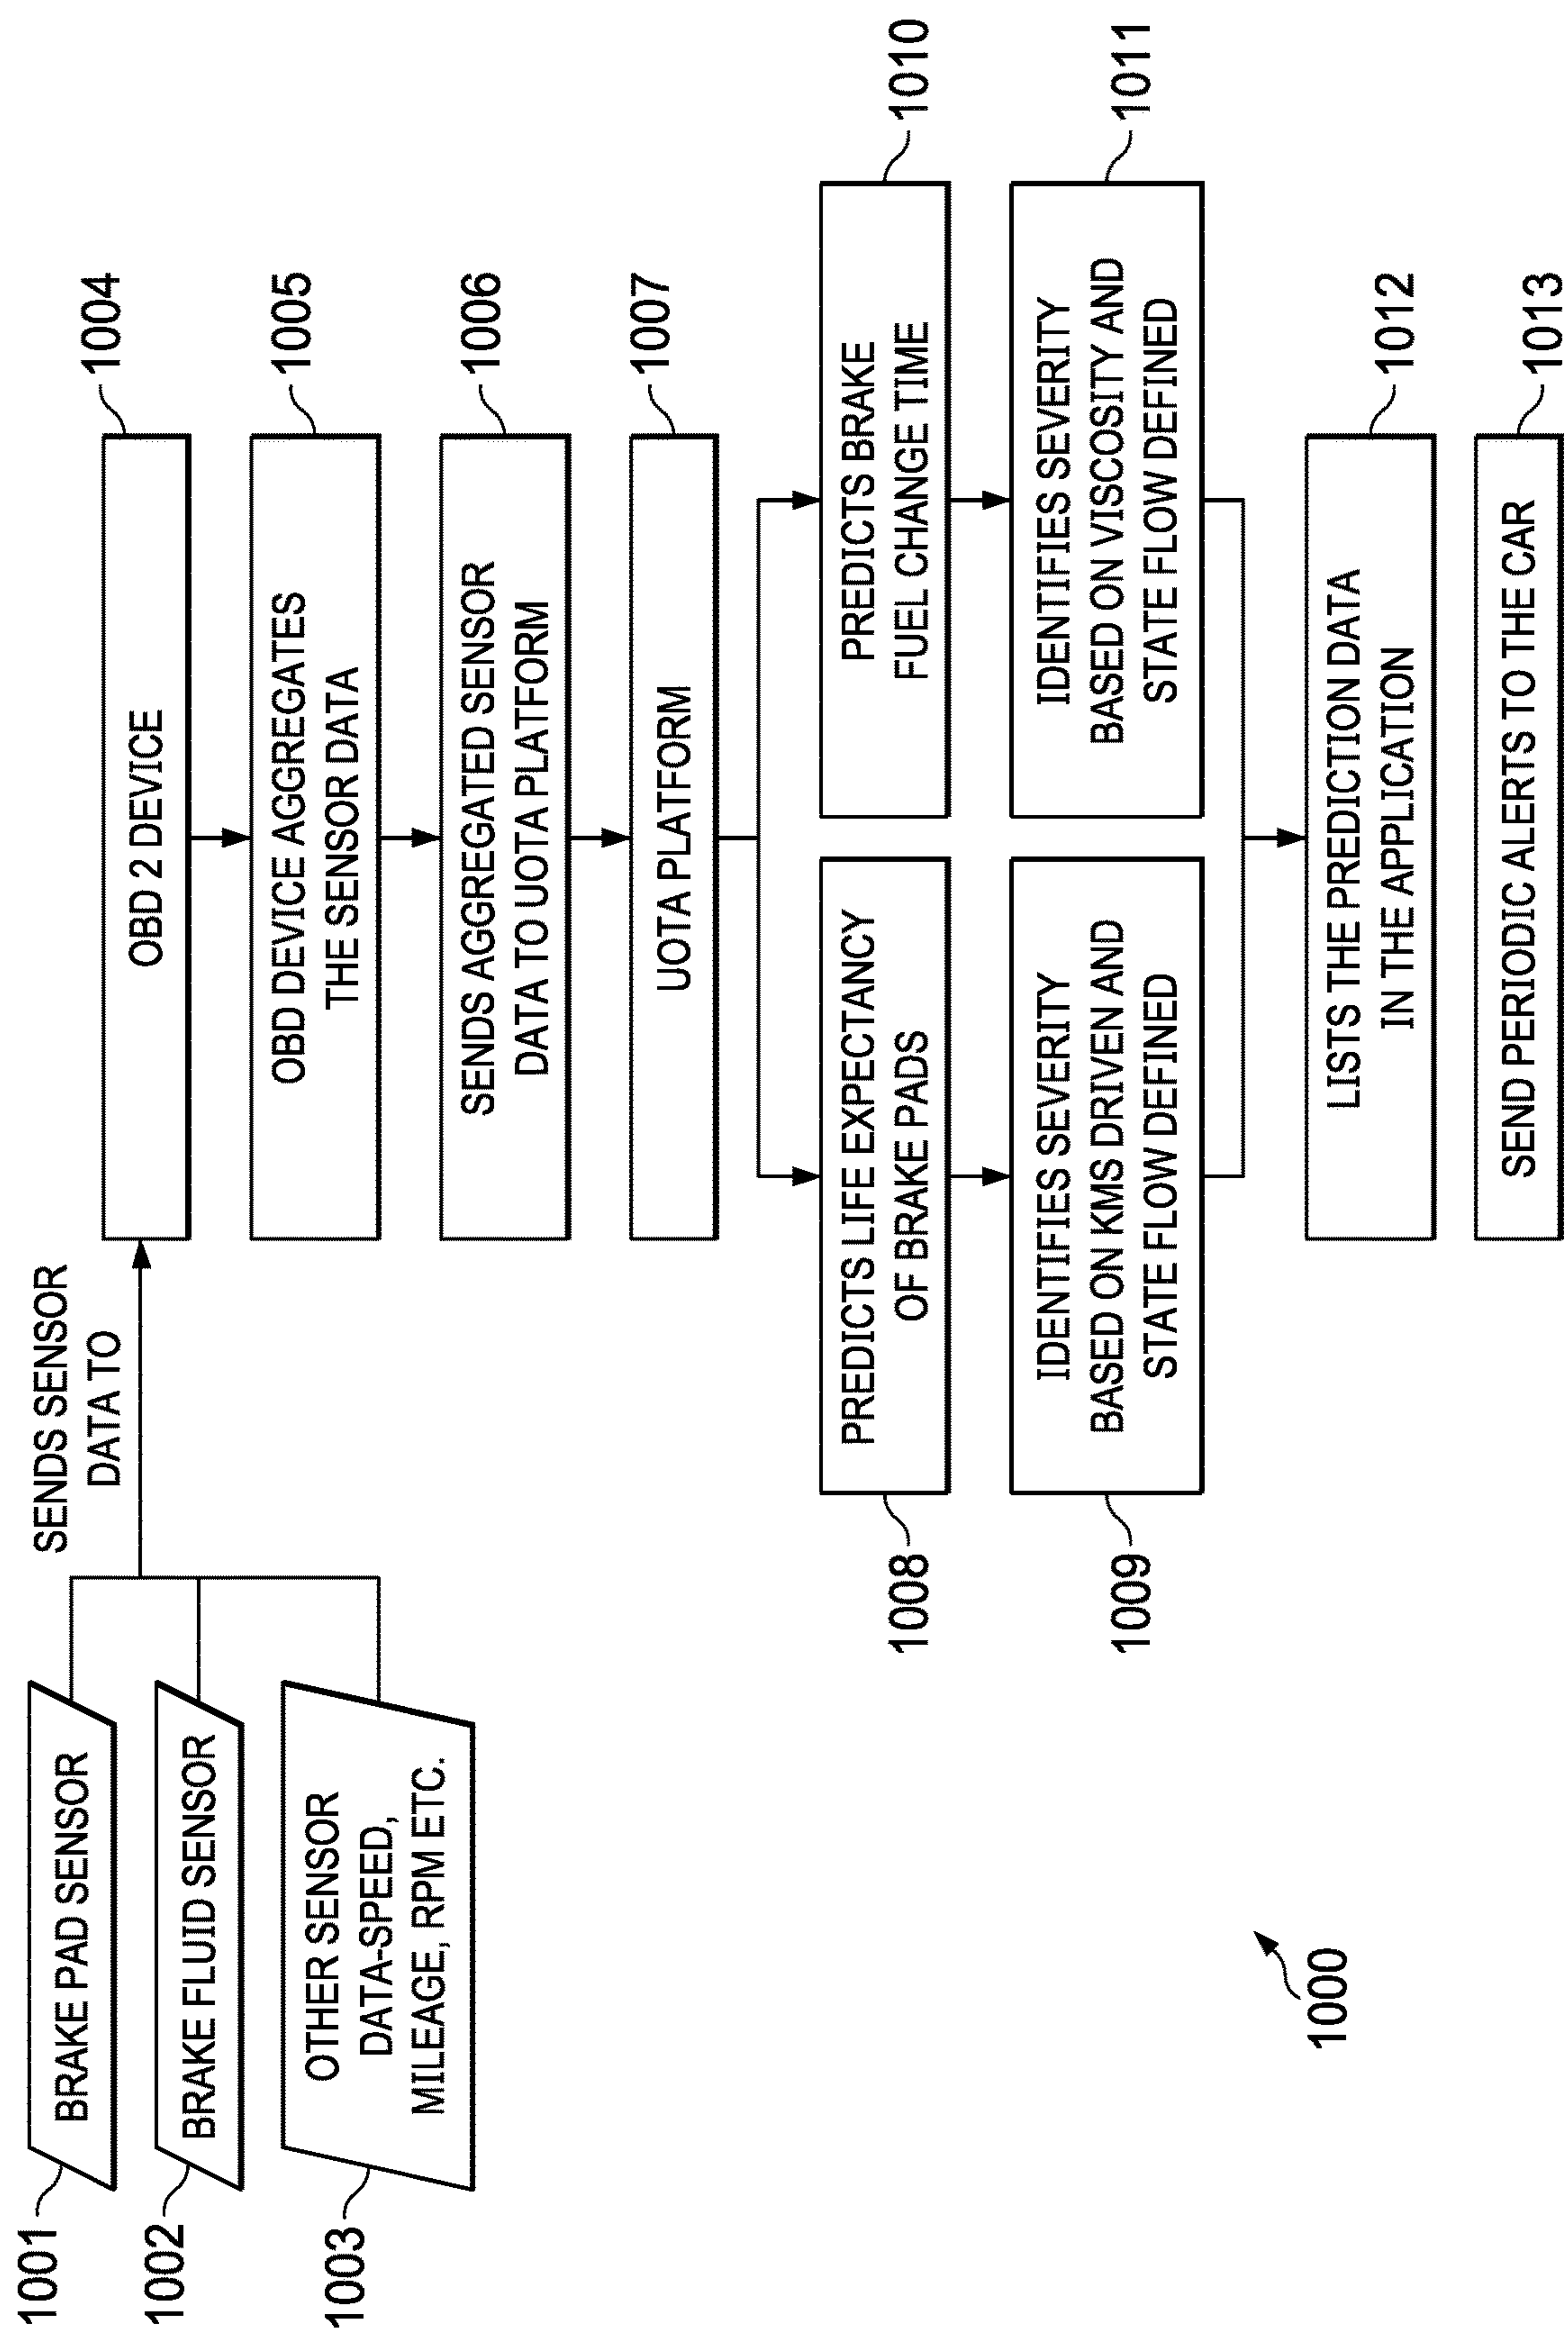 1001
BRAKE PAD SENSOR
1002
BRAKE FLUID SENSOR
1003
OTHER SENSOR
DATA-SPEED,
MILEAGE, RPM ETC.
SENDS SENSOR
DATA TO
OBD 2 DEVICE
1004
OBD DEVICE AGGREGATES
THE SENSOR DATA
1005
SENDS AGGREGATED SENSOR
DATA TO UOTA PLATFORM
1006
UOTA PLATFORM
1007
1008
PREDICTS LIFE EXPECTANCY
OF BRAKE PADS
PREDICTS BRAKE
FUEL CHANGE TIME
1010
1009
IDENTIFIES SEVERITY
BASED ON KMS DRIVEN AND
STATE FLOW DEFINED
IDENTIFIES SEVERITY
BASED ON VISCOSITY AND
STATE FLOW DEFINED
1011
LISTS THE PREDICTION DATA
IN THE APPLICATION
1012
SEND PERIODIC ALERTS TO THE CAR
1013
1000